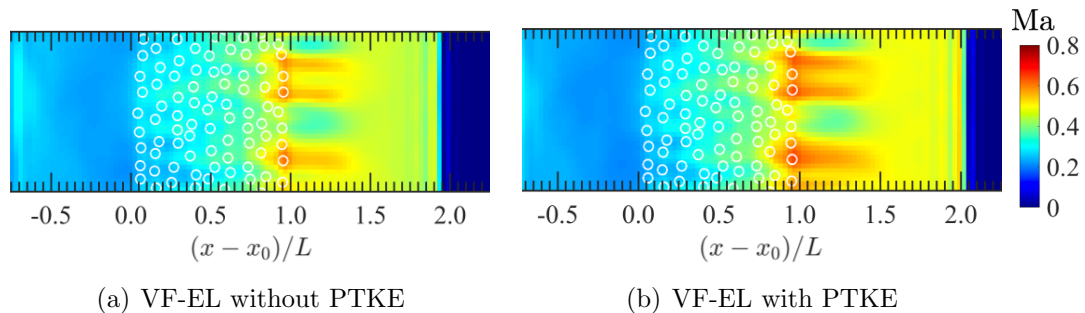 Ma
0.8
0.6
0.4
0.2
0
-0.5 0.0 0.5 1.0 1.5 2.0
-0.5 0.0 0.5 1.0 1.5 2.0
(x − x₀)/L
(x − x₀)/L
(a) VF-EL without PTKE
(b) VF-EL with PTKE